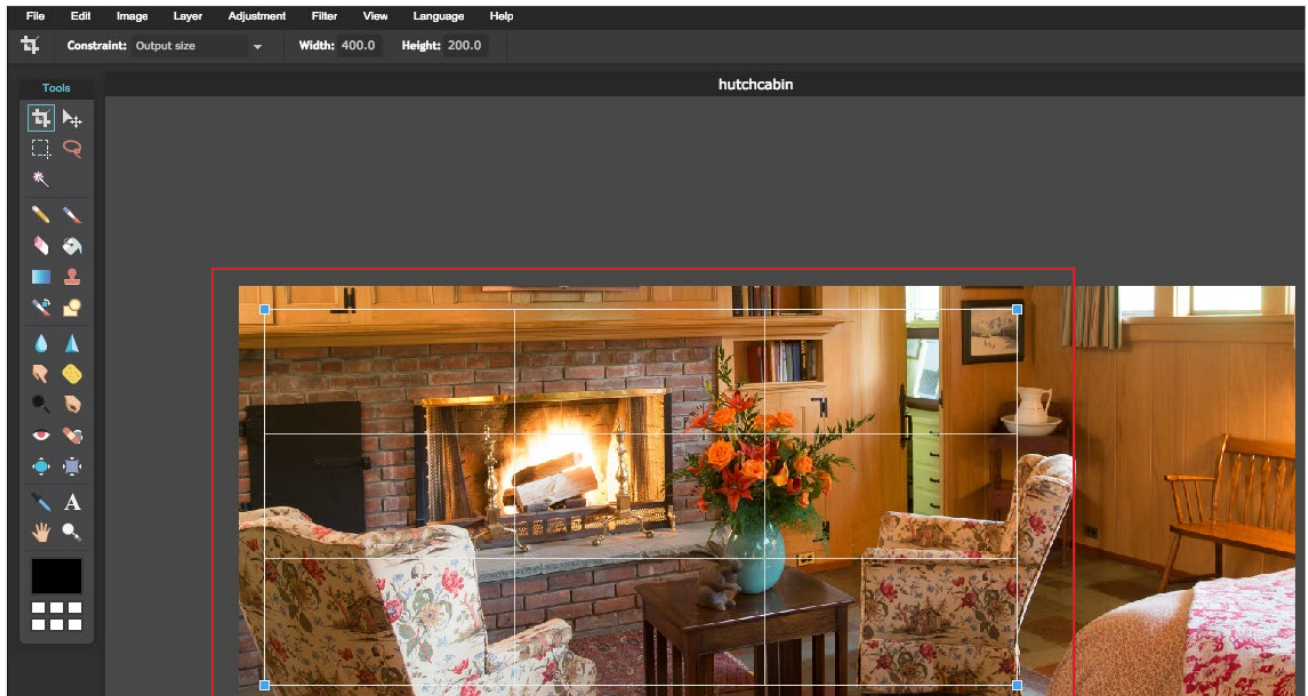 File Edit Image Layer Adjustment Filter View Language Help
Constraint: Output size Width: 400.0 Height: 200.0
Tools
hutchcabin
A